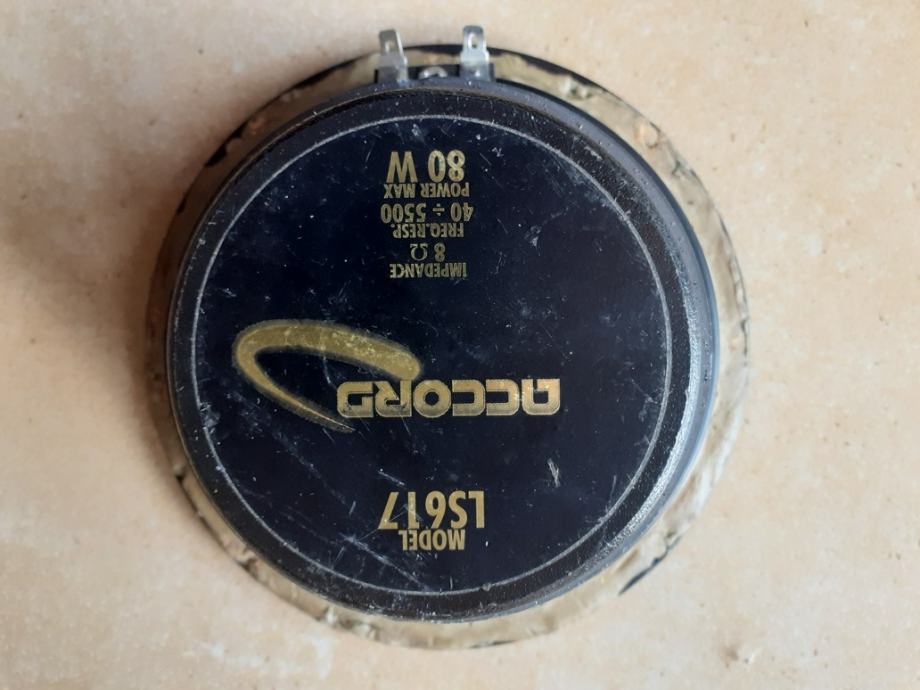 MODEL
LS617
ACCORD
IMPEDANCE
8 Ω
FREQ.RESP.
40 ÷ 5500
POWER MAX
80 W